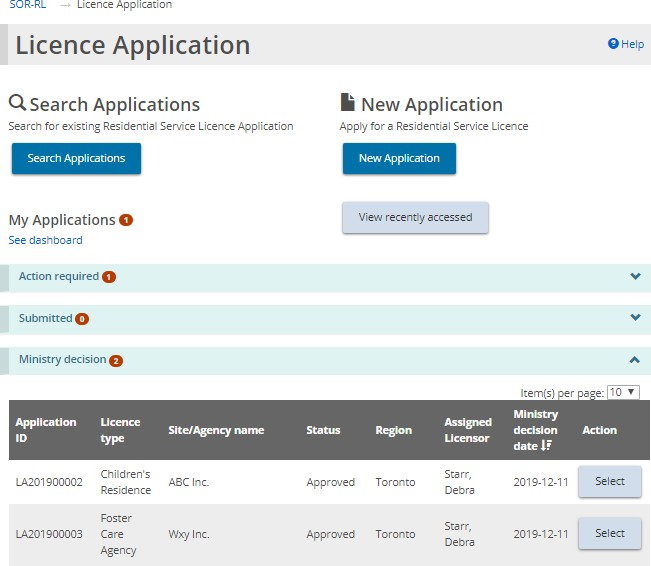 SOR-RL → Licence Application
Licence Application
Help
Search Applications
Search for existing Residential Service Licence Application
Search Applications
New Application
Apply for a Residential Service Licence
New Application
My Applications 1
See dashboard
View recently accessed
Action required 1
Submitted 0
Ministry decision 2
Item(s) per page: 10
Application ID Licence type Site/Agency name Status Region Assigned Licensor Ministry decision date Action
LA201900002 Children's Residence ABC Inc. Approved Toronto Starr, Debra 2019-12-11 Select
LA201900003 Foster Care Agency Wxy Inc. Approved Toronto Starr, Debra 2019-12-11 Select